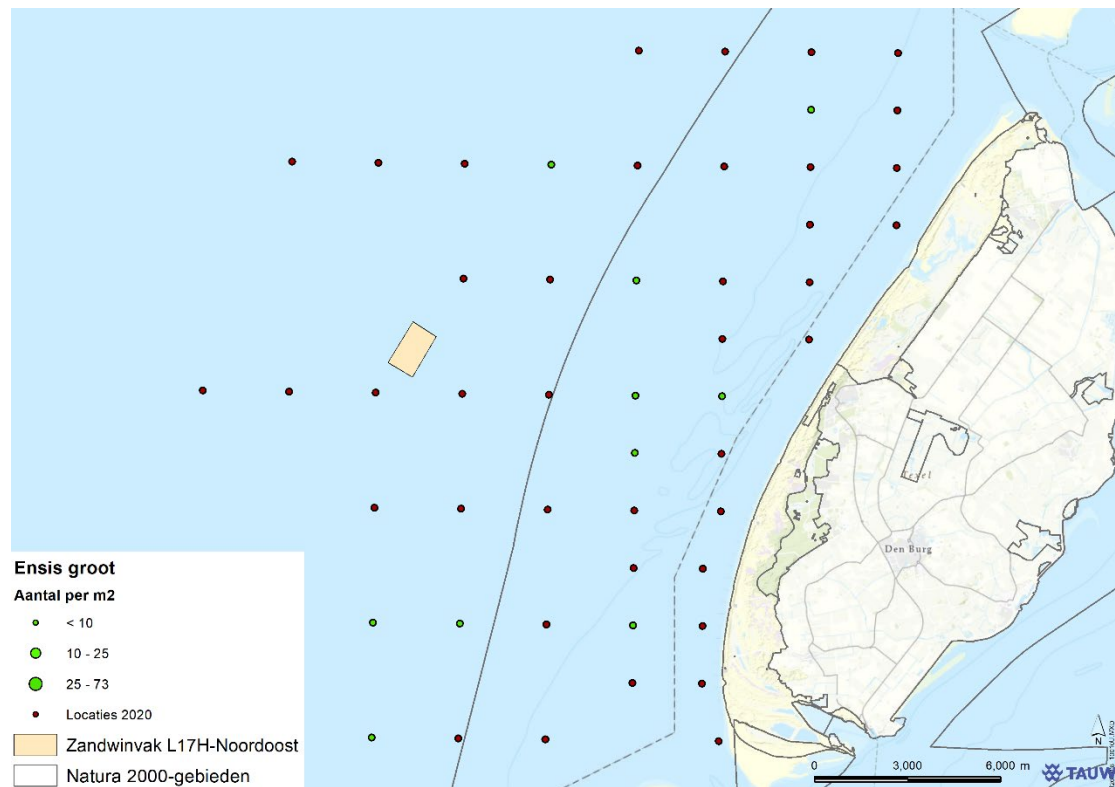 Texel
Den Burg
Ensis groot
Aantal per m2
< 10
10 - 25
25 - 73
Locaties 2020
Zandwinvak L17H-Noordoost
Natura 2000-gebieden
N
0 3,000 6,000 m
TAUW